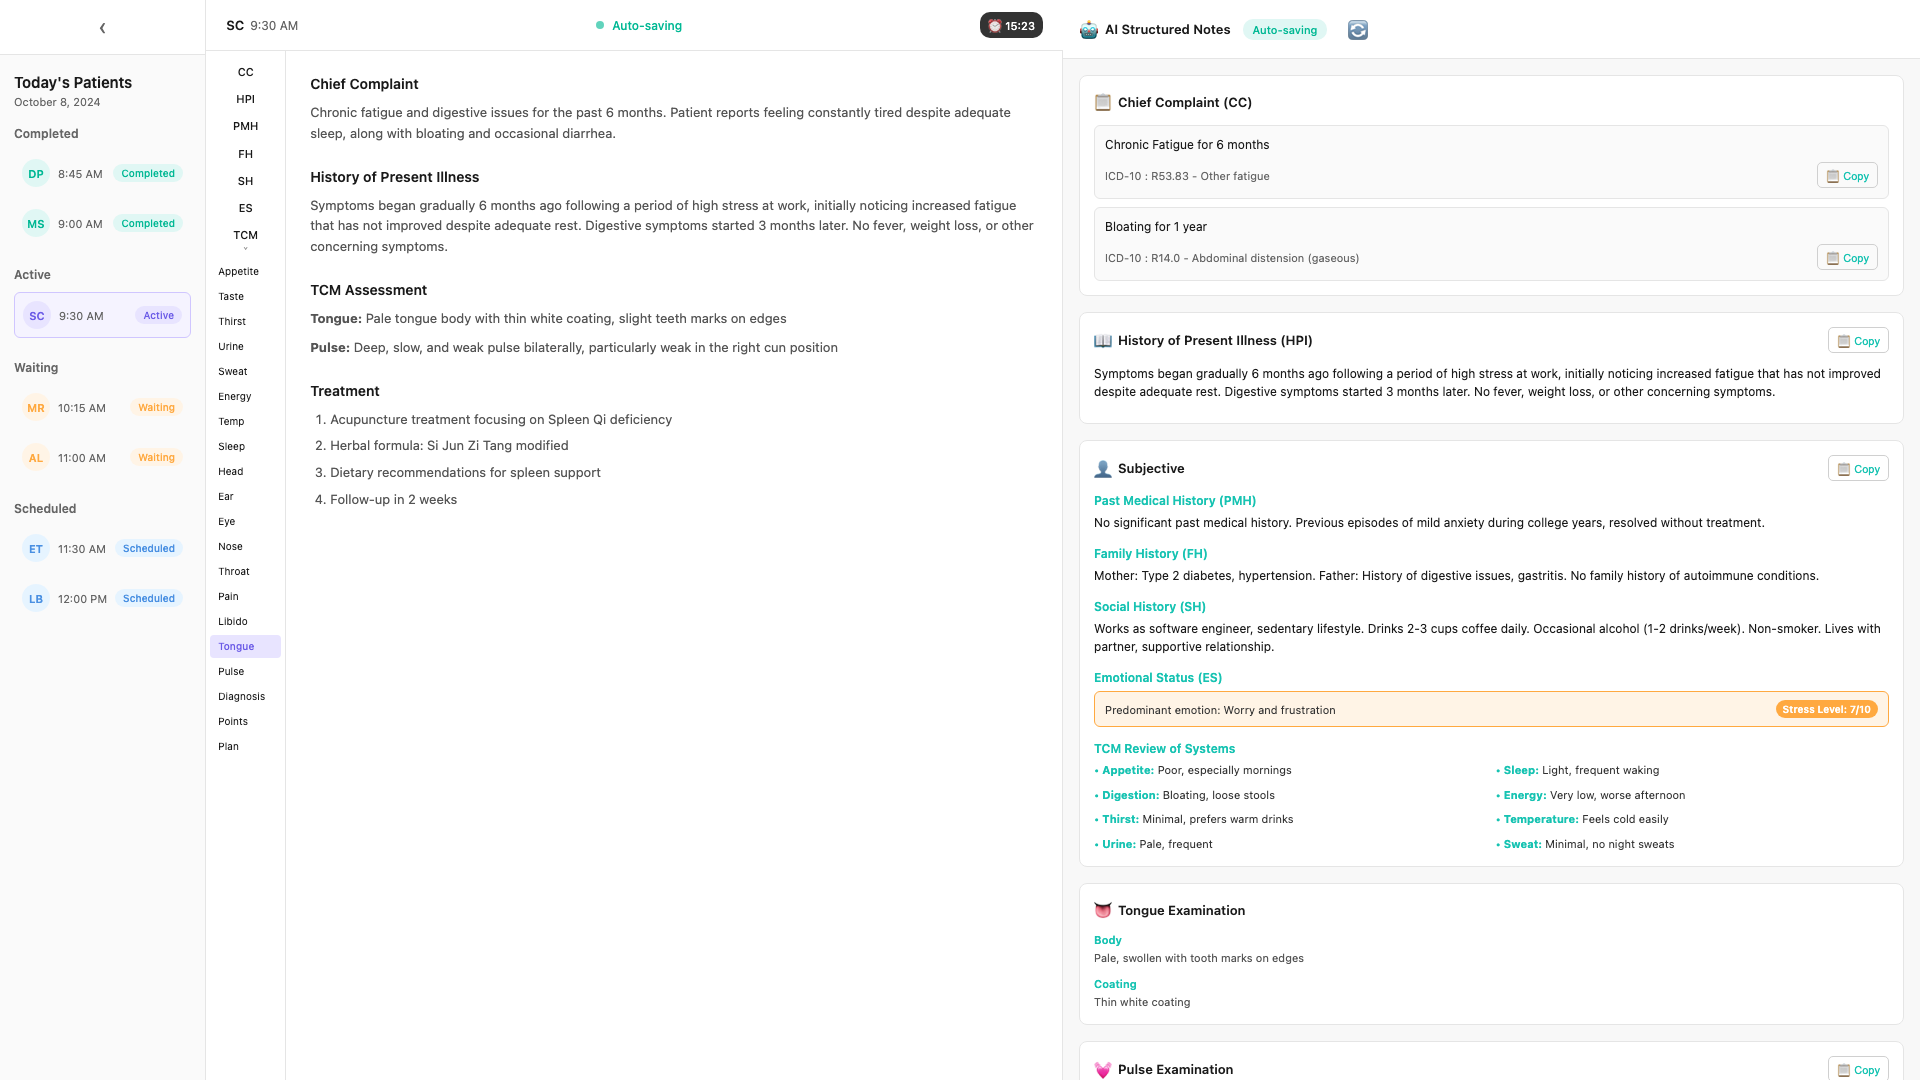 Today's Patients
October 8, 2024
Completed
DP 8:45 AM Completed
MS 9:00 AM Completed
Active
SC 9:30 AM Active
Waiting
MR 10:15 AM Waiting
AL 11:00 AM Waiting
Scheduled
ET 11:30 AM Scheduled
LB 12:00 PM Scheduled
SC 9:30 AM
Auto-saving
15:23
CC
HPI
PMH
FH
SH
ES
TCM
Appetite
Taste
Thirst
Urine
Sweat
Energy
Temp
Sleep
Head
Ear
Eye
Nose
Throat
Pain
Libido
Tongue
Pulse
Diagnosis
Points
Plan
Chief Complaint
Chronic fatigue and digestive issues for the past 6 months. Patient reports feeling constantly tired despite adequate
sleep, along with bloating and occasional diarrhea.
History of Present Illness
Symptoms began gradually 6 months ago following a period of high stress at work, initially noticing increased fatigue
that has not improved despite adequate rest. Digestive symptoms started 3 months later. No fever, weight loss, or other
concerning symptoms.
TCM Assessment
Tongue: Pale tongue body with thin white coating, slight teeth marks on edges
Pulse: Deep, slow, and weak pulse bilaterally, particularly weak in the right cun position
Treatment
1. Acupuncture treatment focusing on Spleen Qi deficiency
2. Herbal formula: Si Jun Zi Tang modified
3. Dietary recommendations for spleen support
4. Follow-up in 2 weeks
AI Structured Notes Auto-saving
Chief Complaint (CC)
Chronic Fatigue for 6 months
ICD-10 : R53.83 - Other fatigue
Copy
Bloating for 1 year
ICD-10 : R14.0 - Abdominal distension (gaseous)
Copy
History of Present Illness (HPI)
Copy
Symptoms began gradually 6 months ago following a period of high stress at work, initially noticing increased fatigue that has not improved
despite adequate rest. Digestive symptoms started 3 months later. No fever, weight loss, or other concerning symptoms.
Subjective
Copy
Past Medical History (PMH)
No significant past medical history. Previous episodes of mild anxiety during college years, resolved without treatment.
Family History (FH)
Mother: Type 2 diabetes, hypertension. Father: History of digestive issues, gastritis. No family history of autoimmune conditions.
Social History (SH)
Works as software engineer, sedentary lifestyle. Drinks 2-3 cups coffee daily. Occasional alcohol (1-2 drinks/week). Non-smoker. Lives with
partner, supportive relationship.
Emotional Status (ES)
Predominant emotion: Worry and frustration
Stress Level: 7/10
TCM Review of Systems
• Appetite: Poor, especially mornings
• Sleep: Light, frequent waking
• Digestion: Bloating, loose stools
• Energy: Very low, worse afternoon
• Thirst: Minimal, prefers warm drinks
• Temperature: Feels cold easily
• Urine: Pale, frequent
• Sweat: Minimal, no night sweats
Tongue Examination
Body
Pale, swollen with tooth marks on edges
Coating
Thin white coating
Pulse Examination
Copy